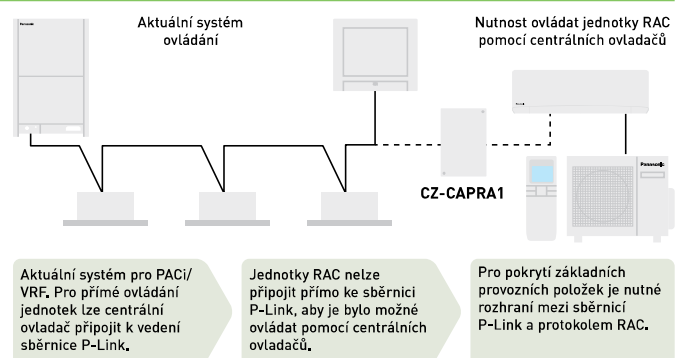 Aktuální systém
ovládání
Nutnost ovládat jednotky RAC
pomocí centrálních ovladačů
Panasonic
Panasonic
CZ-CAPRA1
Aktuální systém pro PACi/
VRF. Pro přímé ovládání
jednotek lze centrální
ovladač připojit k vedení
sběrnice P-Link.
Jednotky RAC nelze
připojit přímo ke sběrnici
P-Link, aby je bylo možné
ovládat pomocí centrálních
ovladačů.
Pro pokrytí základních
provozních položek je nutné
rozhraní mezi sběrnicí
P-Link a protokolem RAC.